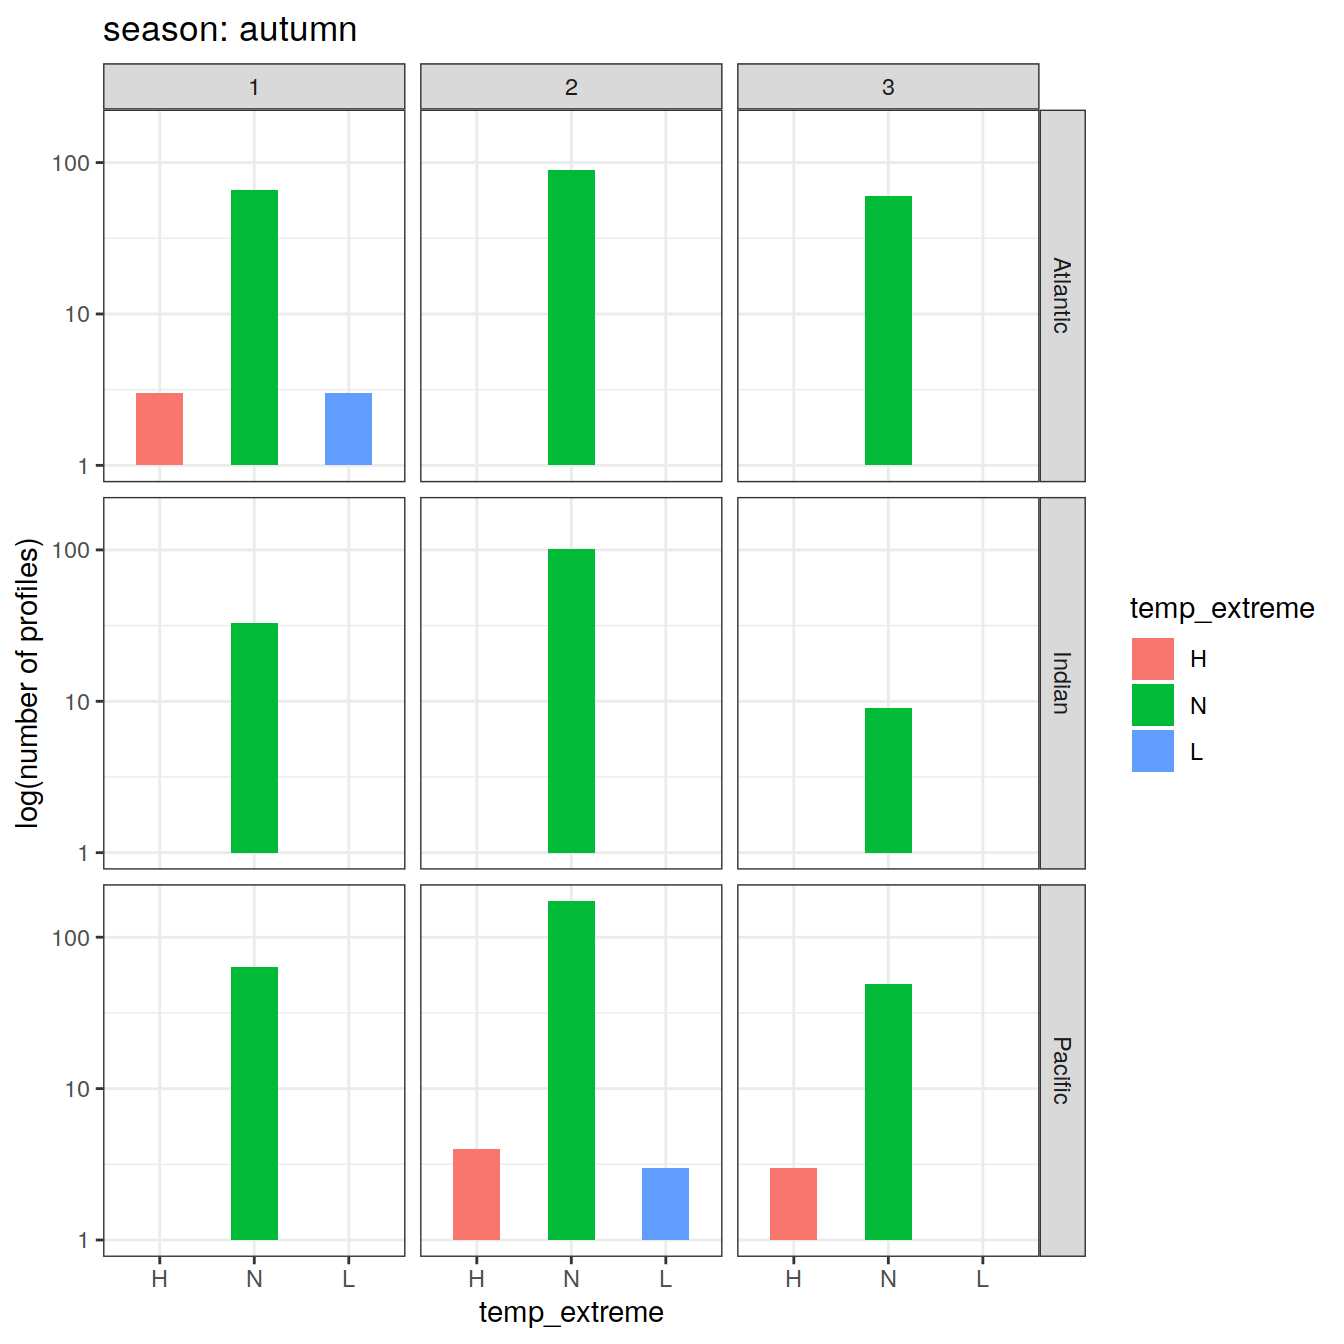 season: autumn
1 2 3
100
10
1
Atlantic
100
10
1
Indian
100
10
1
Pacific
H N L H N L H N L
temp_extreme
log(number of profiles)
temp_extreme
H
N
L